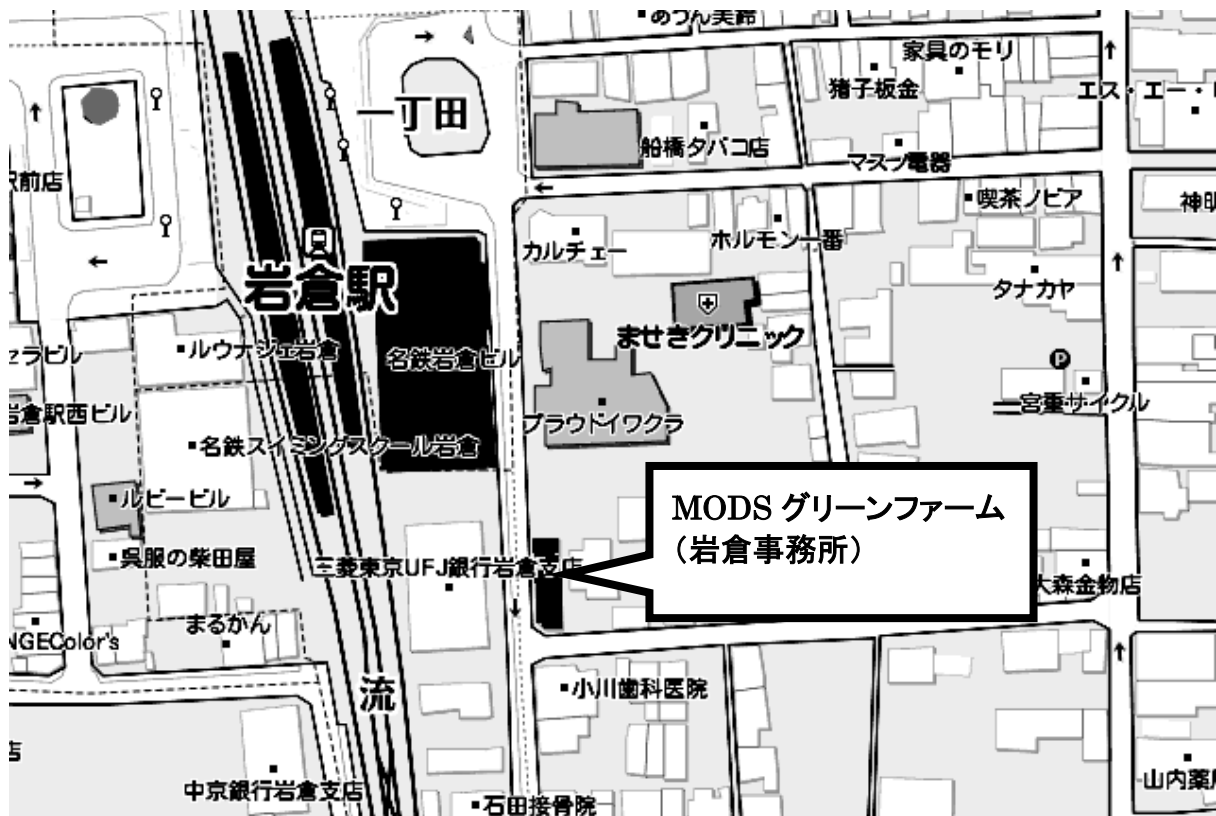 あつん美鈴
家具のモリ
猪子板金
エス・エー・
一丁田
船橋タバコ店
マスノ電器
駅前店
喫茶ノビア
神明
カルチェー
ホルモン一番
岩倉駅
タナカヤ
ませきクリニック
セラビル
ルウナジェ岩倉
名鉄岩倉ビル
P
岩倉駅西ビル
宮重サイクル
プラウドイワクラ
名鉄スイミングスクール岩倉
ルビービル
MODS グリーンファーム
（岩倉事務所）
呉服の柴田屋
三菱東京UFJ銀行岩倉支店
大森金物店
まるかん
NGEColor's
流
小川歯科医院
店
中京銀行岩倉支店
石田接骨院
山内薬局